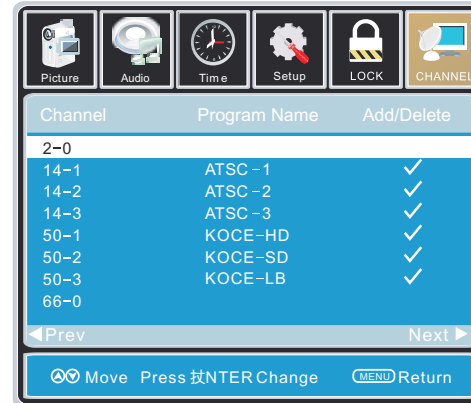 Picture Audio Time Setup LOCK CHANNEL
Channel Program Name Add/Delete
2-0
14-1 ATSC-1
14-2 ATSC-2
14-3 ATSC-3
50-1 KOCE-HD
50-2 KOCE-SD
50-3 KOCE-LB
66-0
Prev Next
Move Press 扙NTER Change MENU Return